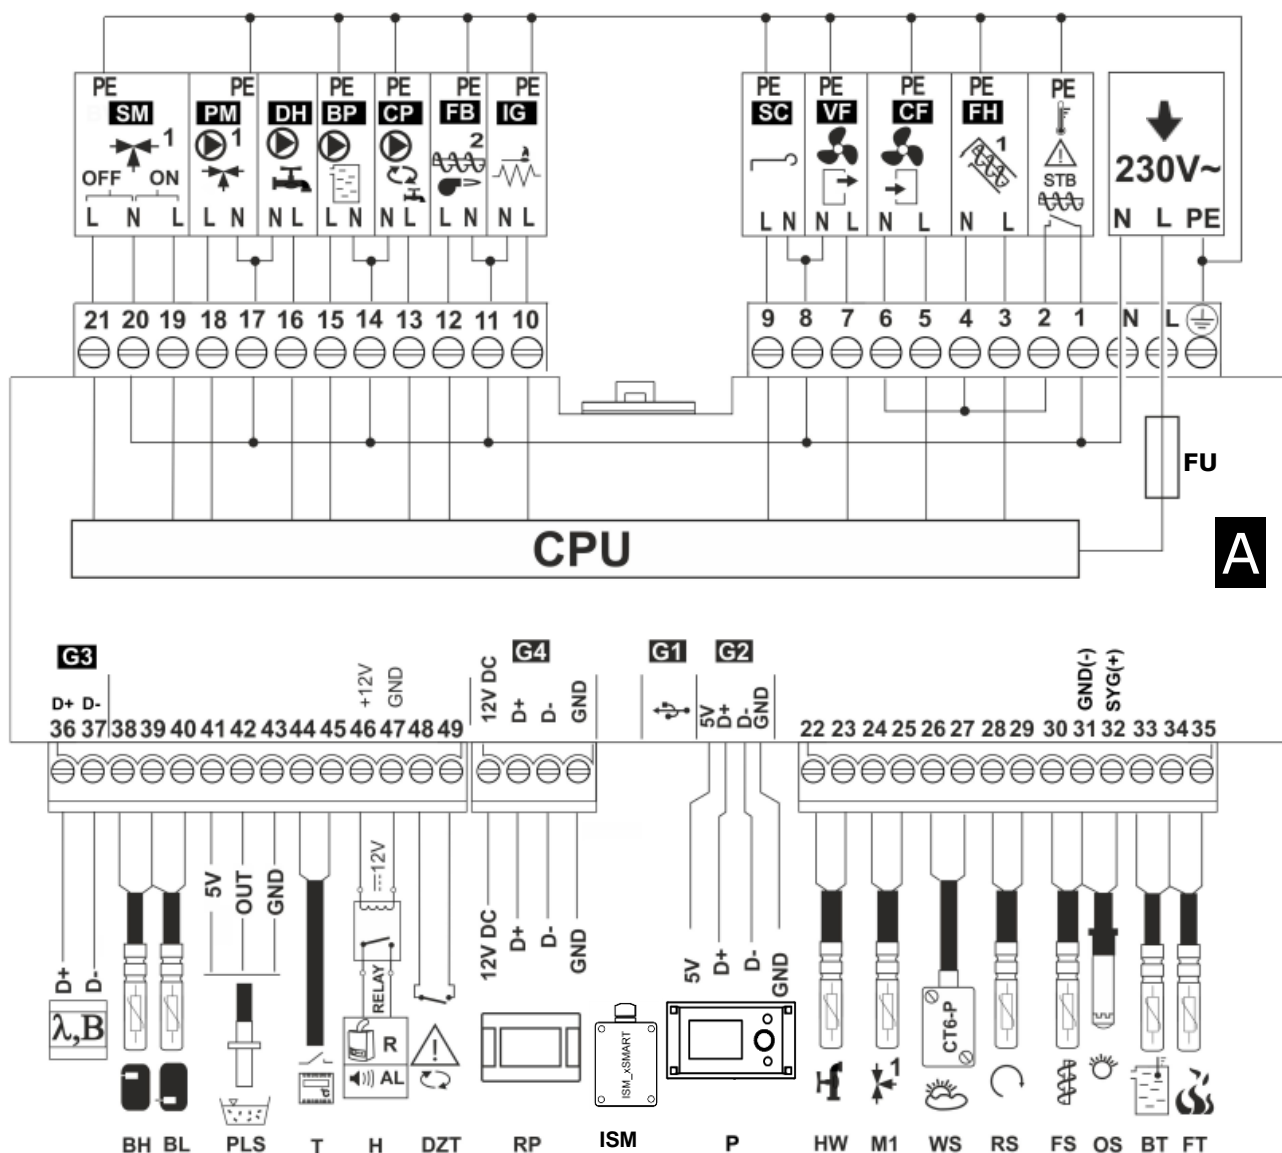 PE PE PE PE PE PE PE PE PE PE PE
SM PM DH BP CP FB IG SC VF CF FH
1 1 2 1
OFF ON
STB
230V~
L N L L N N L L N N L L N N L L N N L N L N L N L PE
21 20 19 18 17 16 15 14 13 12 11 10 9 8 7 6 5 4 3 2 1 N L
FU
CPU
A
G3 G4 G1 G2
D+ D- +12V GND 12V DC D+ D- GND 5V D+ D- GND GND(-) SYG(+)
36 37 38 39 40 41 42 43 44 45 46 47 48 49 22 23 24 25 26 27 28 29 30 31 32 33 34 35
5V OUT GND 12V
D+ D- RELAY 12V DC D+ D- GND 5V D+ D- GND
λ,B R ISM_xSMART CT6-P
AL 1
BH BL PLS T H DZT RP ISM P HW M1 WS RS FS OS BT FT